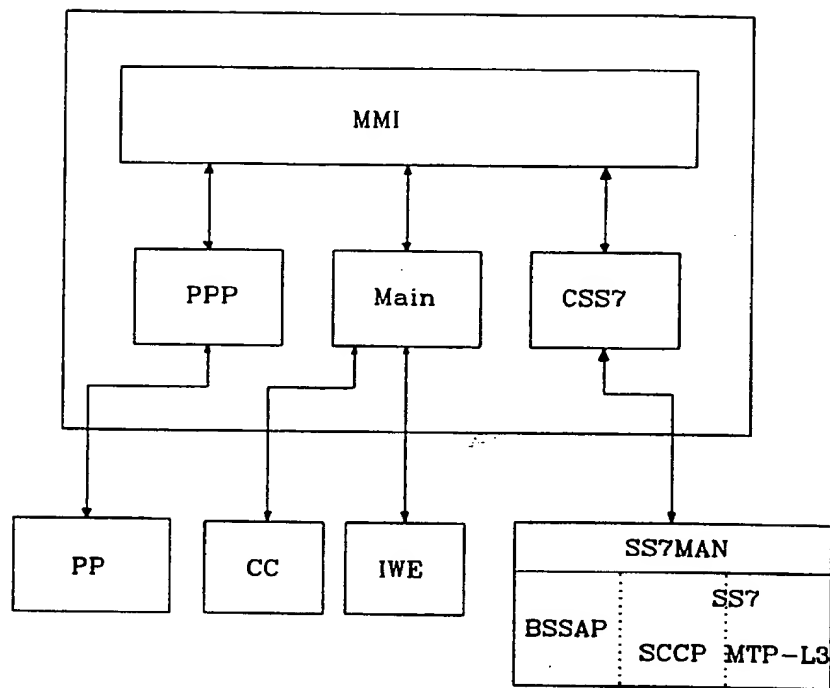 MMI
PPP
Main
CSS7
PP
CC
IWE
SS7MAN
SS7
BSSAP
SCCP
MTP-L3